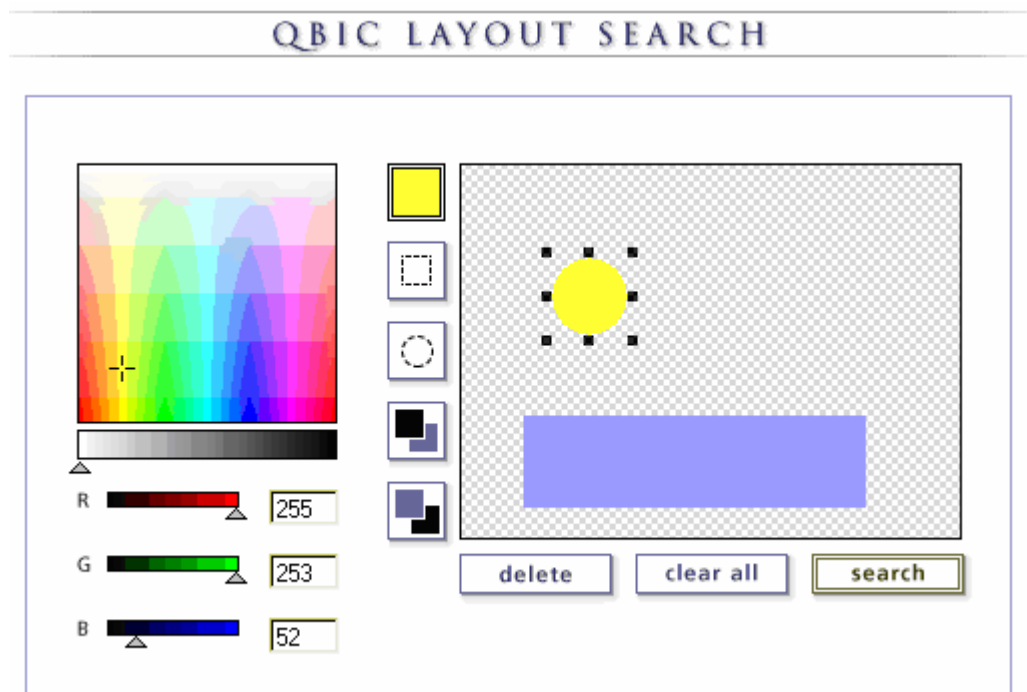 QBIC LAYOUT SEARCH
R 255
G 253
B 52
delete clear all search